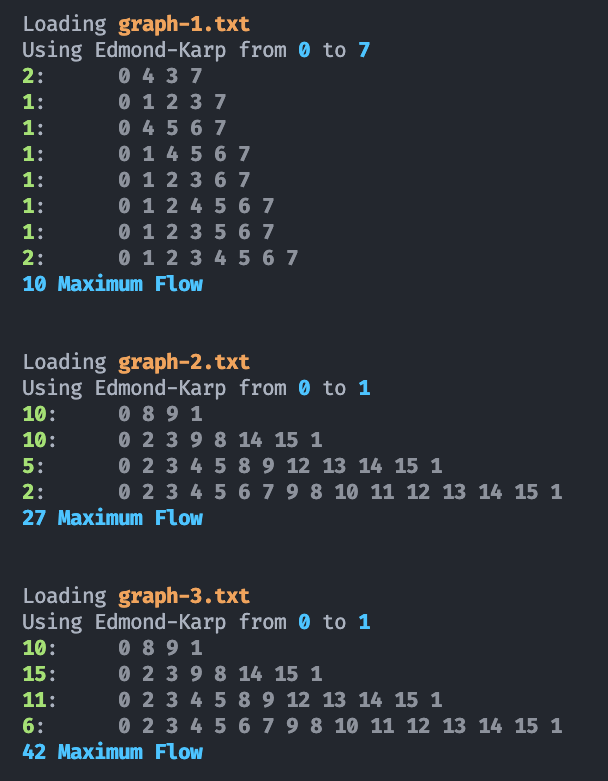 Loading graph-1.txt
Using Edmond-Karp from 0 to 7
2: 0 4 3 7
1: 0 1 2 3 7
1: 0 4 5 6 7
1: 0 1 4 5 6 7
1: 0 1 2 3 6 7
1: 0 1 2 4 5 6 7
1: 0 1 2 3 5 6 7
2: 0 1 2 3 4 5 6 7
10 Maximum Flow
Loading graph-2.txt
Using Edmond-Karp from 0 to 1
10: 0 8 9 1
10: 0 2 3 9 8 14 15 1
5: 0 2 3 4 5 8 9 12 13 14 15 1
2: 0 2 3 4 5 6 7 9 8 10 11 12 13 14 15 1
27 Maximum Flow
Loading graph-3.txt
Using Edmond-Karp from 0 to 1
10: 0 8 9 1
15: 0 2 3 9 8 14 15 1
11: 0 2 3 4 5 8 9 12 13 14 15 1
6: 0 2 3 4 5 6 7 9 8 10 11 12 13 14 15 1
42 Maximum Flow